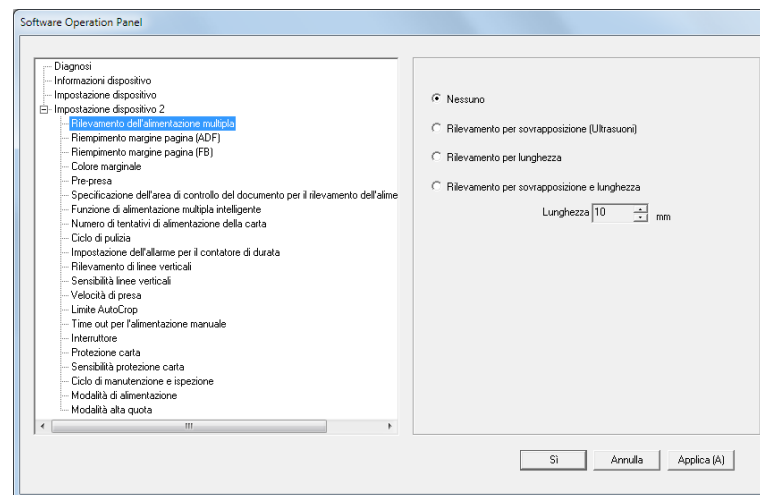 Software Operation Panel
Diagnosi
Informazioni dispositivo
Impostazione dispositivo
Impostazione dispositivo 2
Rilevamento dell'alimentazione multipla
Riempimento margine pagina (ADF)
Riempimento margine pagina (FB)
Colore marginale
Pre-presa
Specificazione dell'area di controllo del documento per il rilevamento dell'alime
Funzione di alimentazione multipla intelligente
Numero di tentativi di alimentazione della carta
Ciclo di pulizia
Impostazione dell'allarme per il contatore di durata
Rilevamento di linee verticali
Sensibilità linee verticali
Velocità di presa
Limite AutoCrop
Time out per l'alimentazione manuale
Interruttore
Protezione carta
Sensibilità protezione carta
Ciclo di manutenzione e ispezione
Modalità di alimentazione
Modalità alta quota
Nessuno
Rilevamento per sovrapposizione (Ultrasuoni)
Rilevamento per lunghezza
Rilevamento per sovrapposizione e lunghezza
Lunghezza 10 mm
Sì Annulla Applica (A)